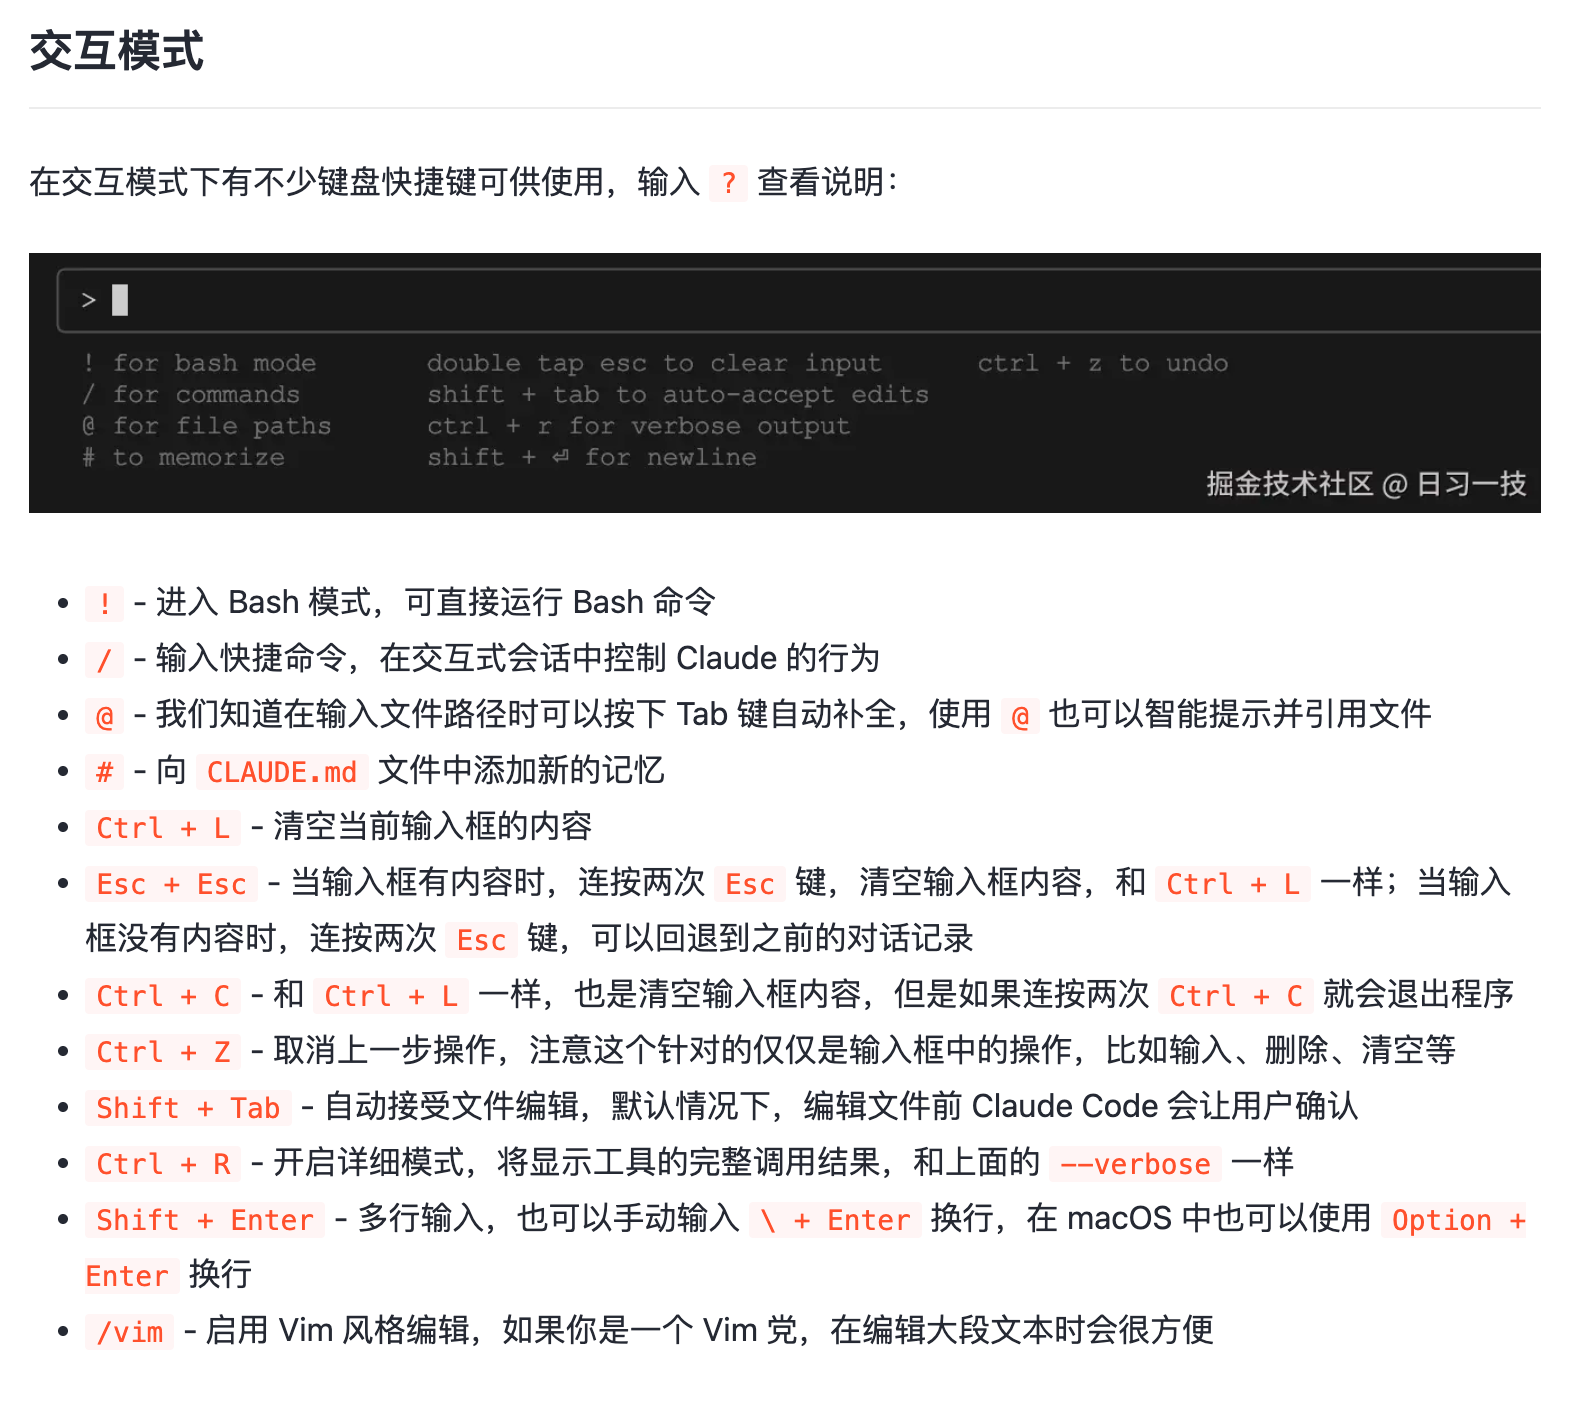 交互模式
在交互模式下有不少键盘快捷键可供使用，输入 ? 查看说明：
>
! for bash mode double tap esc to clear input ctrl + z to undo
/ for commands shift + tab to auto-accept edits
@ for file paths ctrl + r for verbose output
# to memorize shift + ⏎ for newline
掘金技术社区 @ 日习一技
• ! - 进入 Bash 模式，可直接运行 Bash 命令
• / - 输入快捷命令，在交互式会话中控制 Claude 的行为
• @ - 我们知道在输入文件路径时可以按下 Tab 键自动补全，使用 @ 也可以智能提示并引用文件
• # - 向 CLAUDE.md 文件中添加新的记忆
• Ctrl + L - 清空当前输入框的内容
• Esc + Esc - 当输入框有内容时，连按两次 Esc 键，清空输入框内容，和 Ctrl + L 一样；当输入
框没有内容时，连按两次 Esc 键，可以回退到之前的对话记录
• Ctrl + C - 和 Ctrl + L 一样，也是清空输入框内容，但是如果连按两次 Ctrl + C 就会退出程序
• Ctrl + Z - 取消上一步操作，注意这个针对的仅仅是输入框中的操作，比如输入、删除、清空等
• Shift + Tab - 自动接受文件编辑，默认情况下，编辑文件前 Claude Code 会让用户确认
• Ctrl + R - 开启详细模式，将显示工具的完整调用结果，和上面的 --verbose 一样
• Shift + Enter - 多行输入，也可以手动输入 \ + Enter 换行，在 macOS 中也可以使用 Option +
Enter 换行
• /vim - 启用 Vim 风格编辑，如果你是一个 Vim 党，在编辑大段文本时会很方便